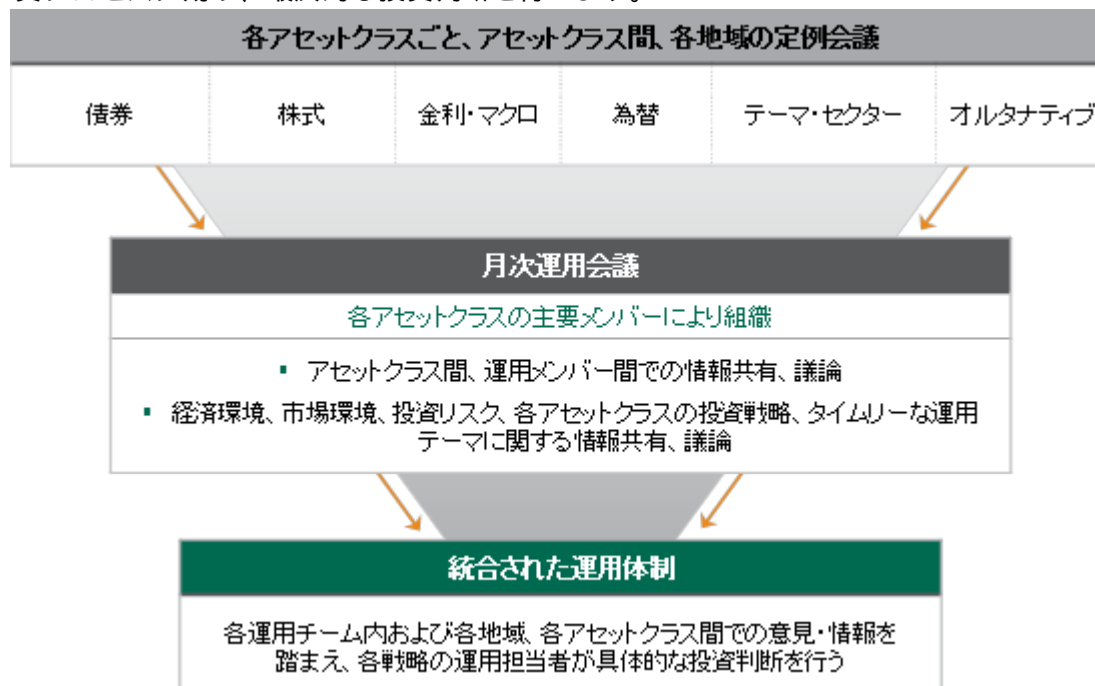 各アセットクラスごと、アセットクラス間、各地域の定例会議
債券 株式 金利・マクロ 為替 テーマ・セクター オルタナティブ
月次運用会議
各アセットクラスの主要メンバーにより組織
▪ アセットクラス間、運用メンバー間での情報共有、議論
▪ 経済環境、市場環境、投資リスク、各アセットクラスの投資戦略、タイムリーな運用
テーマに関する情報共有、議論
統合された運用体制
各運用チーム内および各地域、各アセットクラス間での意見・情報を
踏まえ、各戦略の運用担当者が具体的な投資判断を行う